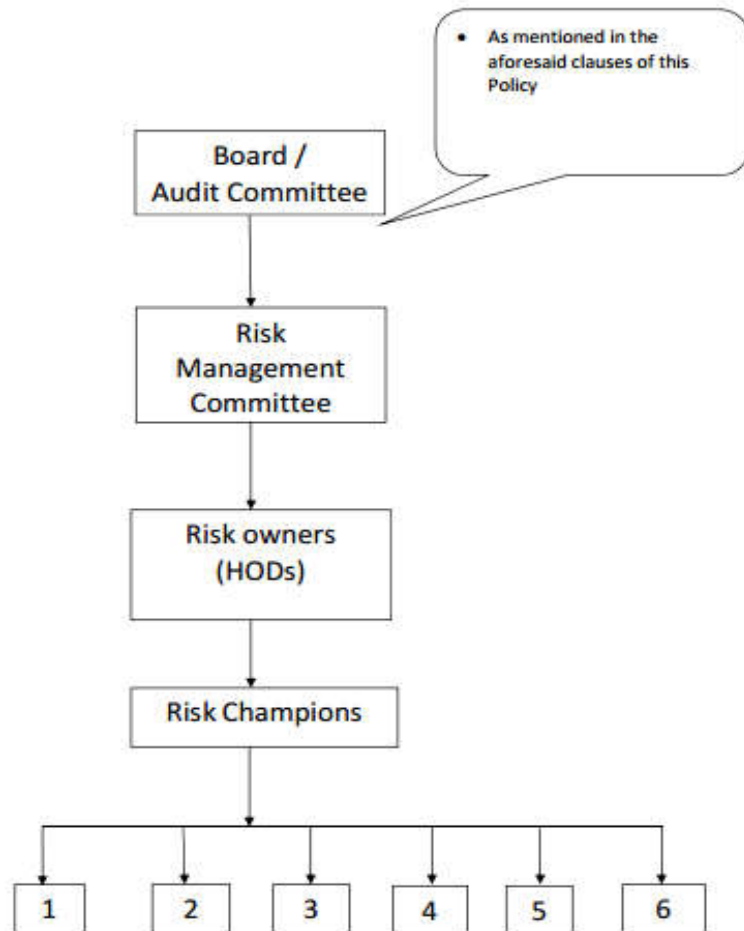 • As mentioned in the
aforesaid clauses of this
Policy
Board /
Audit Committee
Risk
Management
Committee
Risk owners
(HODs)
Risk Champions
1 2 3 4 5 6